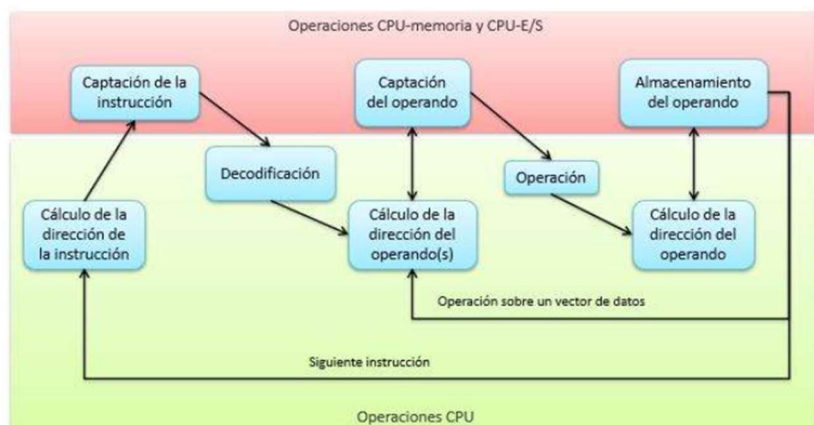 Operaciones CPU-memoria y CPU-E/S
Captación de la
instrucción
Captación
del operando
Almacenamiento
del operando
Decodificación
Operación
Cálculo de la
dirección de
la instrucción
Cálculo de la
dirección del
operando(s)
Cálculo de la
dirección del
operando
Operación sobre un vector de datos
Siguiente instrucción
Operaciones CPU